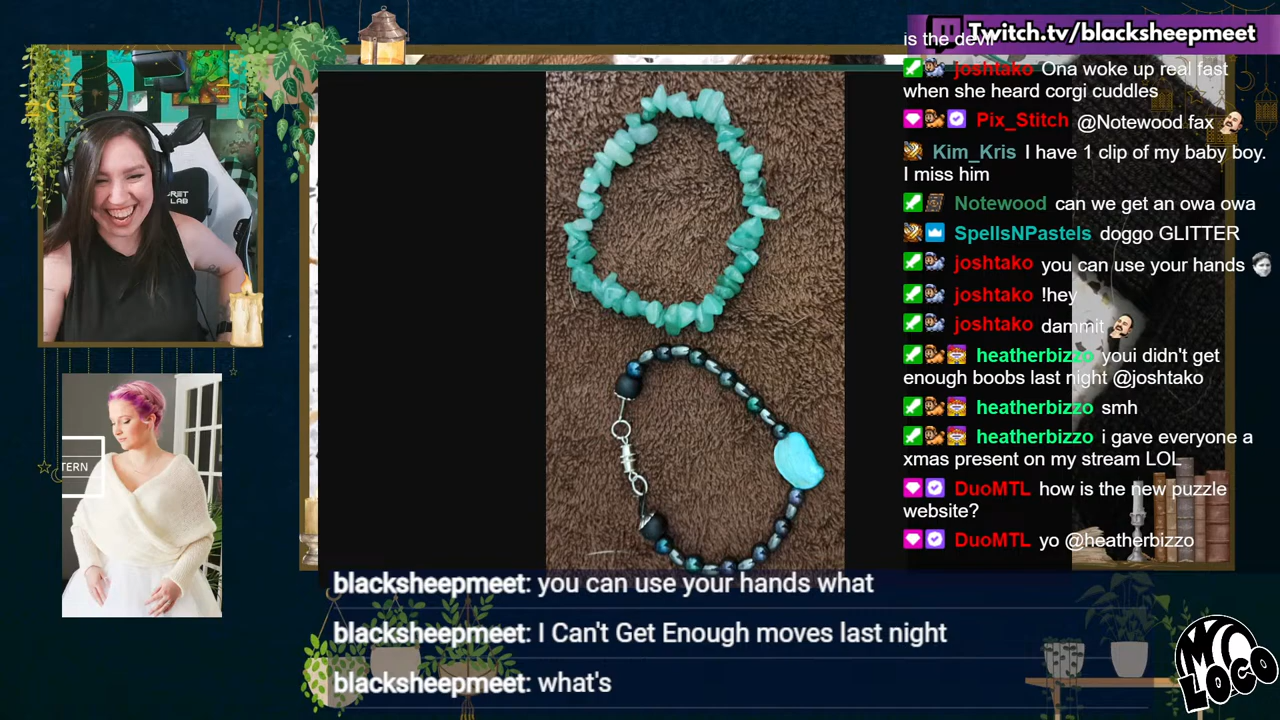 Twitch.tv/blacksheepmeet
is the devil
joshtako Ona woke up real fast
when she heard corgi cuddles
Pix_Stitch @Notewood fax
Kim_Kris I have 1 clip of my baby boy.
I miss him
Notewood can we get an owa owa
SpellsNPastels doggo GLITTER
joshtako you can use your hands
joshtako !hey
joshtako dammit
heatherbizzo youi didn't get
enough boobs last night @joshtako
heatherbizzo smh
heatherbizzo i gave everyone a
xmas present on my stream LOL
DuoMTL how is the new puzzle
website?
DuoMTL yo @heatherbizzo
RET
LAB
TERN
blacksheepmeet: you can use your hands what
blacksheepmeet: I Can't Get Enough moves last night
blacksheepmeet: what's
MC
LOCO